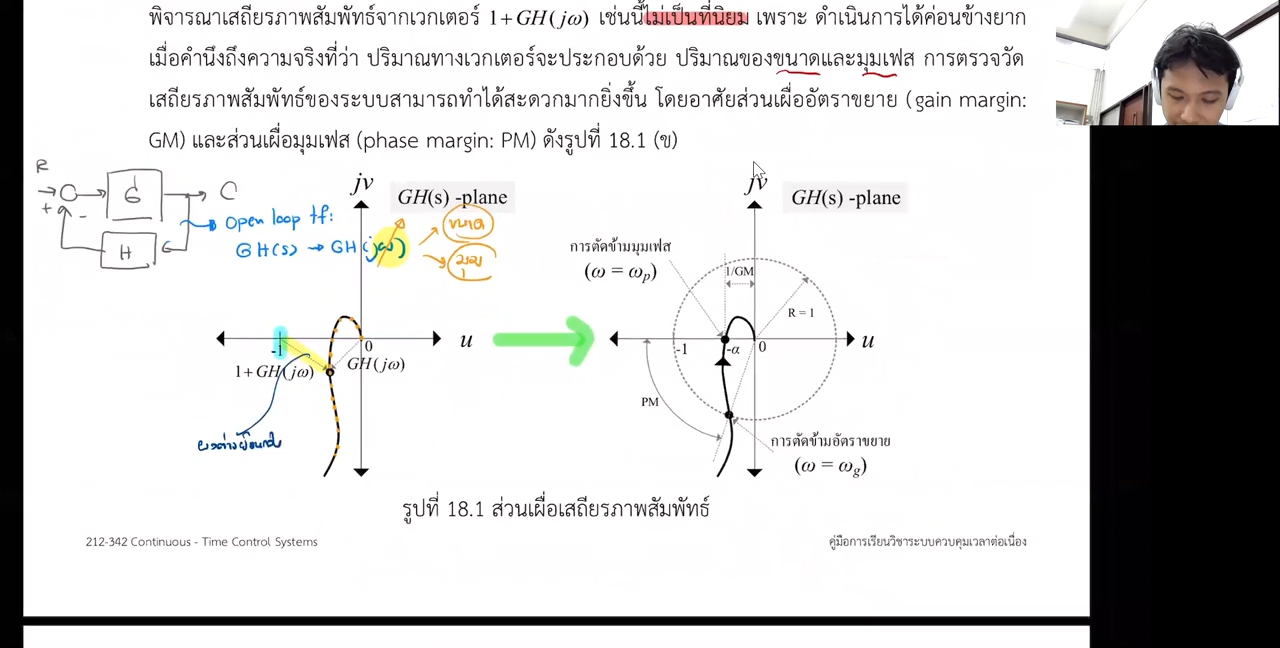 พิจารณาเสถียรภาพสัมพัทธ์จากเวกเตอร์ 1+GH(jω) เช่นนี้ไม่เป็นที่นิยม เพราะ ดำเนินการได้ค่อนข้างยาก
เมื่อคำนึงถึงความจริงที่ว่า ปริมาณทางเวกเตอร์จะประกอบด้วย ปริมาณของขนาดและมุมเฟส การตรวจวัด
เสถียรภาพสัมพัทธ์ของระบบสามารถทำได้สะดวกมากยิ่งขึ้น โดยอาศัยส่วนเผื่ออัตราขยาย (gain margin:
GM) และส่วนเผื่อมุมเฟส (phase margin: PM) ดังรูปที่ 18.1 (ข)
R
+
-
G
C
H
Open loop tf:
GH(s) → GH(jω)
ขนาด
มุม
jv
GH(s) -plane
-1
0
u
1+GH(jω)
GH(jω)
jv
GH(s) -plane
การตัดข้ามมุมเฟส
(ω = ωp)
1/GM
R = 1
-1
-α
0
u
PM
การตัดข้ามอัตราขยาย
(ω = ωg)
รูปที่ 18.1 ส่วนเผื่อเสถียรภาพสัมพัทธ์
212-342 Continuous - Time Control Systems
คู่มือการเรียนวิชาระบบควบคุมเวลาต่อเนื่อง